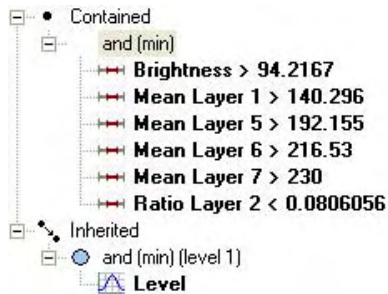 Contained
and (min)
Brightness > 94.2167
Mean Layer 1 > 140.296
Mean Layer 5 > 192.155
Mean Layer 6 > 216.53
Mean Layer 7 > 230
Ratio Layer 2 < 0.0806056
Inherited
and (min) (level 1)
Level